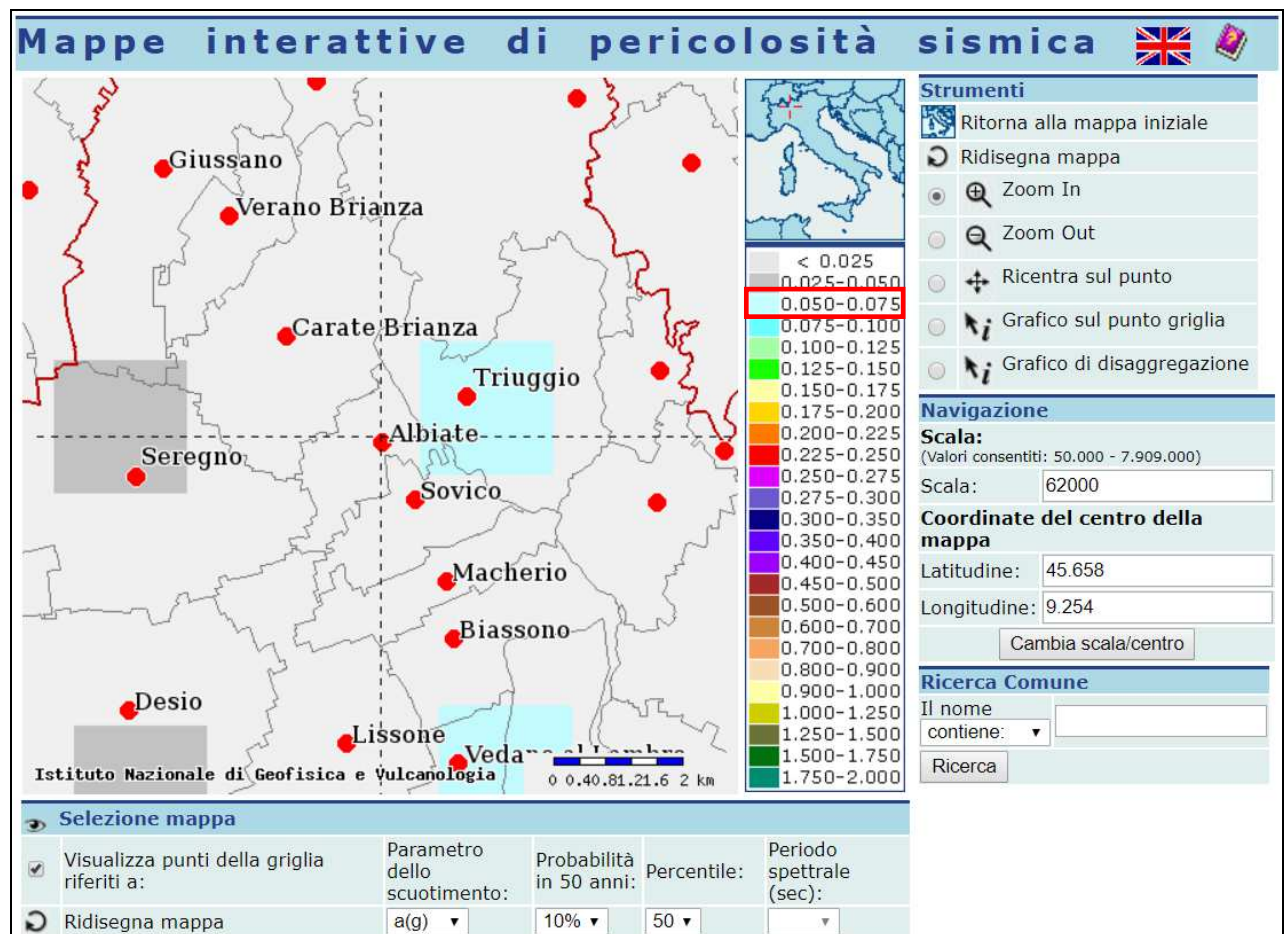 Mappe interattive di pericolosità sismica
Giussano
Verano Brianza
Carate Brianza
Triuggio
Albiate
Seregno
Sovico
Macherio
Biassono
Desio
Lissone
Vedano al Lambro
Istituto Nazionale di Geofisica e Vulcanologia
0 0.40.81.21.6 2 km
< 0.025
0.025-0.050
0.050-0.075
0.075-0.100
0.100-0.125
0.125-0.150
0.150-0.175
0.175-0.200
0.200-0.225
0.225-0.250
0.250-0.275
0.275-0.300
0.300-0.350
0.350-0.400
0.400-0.450
0.450-0.500
0.500-0.600
0.600-0.700
0.700-0.800
0.800-0.900
0.900-1.000
1.000-1.250
1.250-1.500
1.500-1.750
1.750-2.000
Strumenti
Ritorna alla mappa iniziale
Ridisegna mappa
Zoom In
Zoom Out
Ricentra sul punto
Grafico sul punto griglia
Grafico di disaggregazione
Navigazione
Scala:
(Valori consentiti: 50.000 - 7.909.000)
Scala: 62000
Coordinate del centro della
mappa
Latitudine: 45.658
Longitudine: 9.254
Cambia scala/centro
Ricerca Comune
Il nome
contiene:
Ricerca
Selezione mappa
Visualizza punti della griglia
riferiti a:
Parametro
dello
scuotimento:
Probabilità
in 50 anni:
Percentile:
Periodo
spettrale
(sec):
Ridisegna mappa
a(g)
10%
50